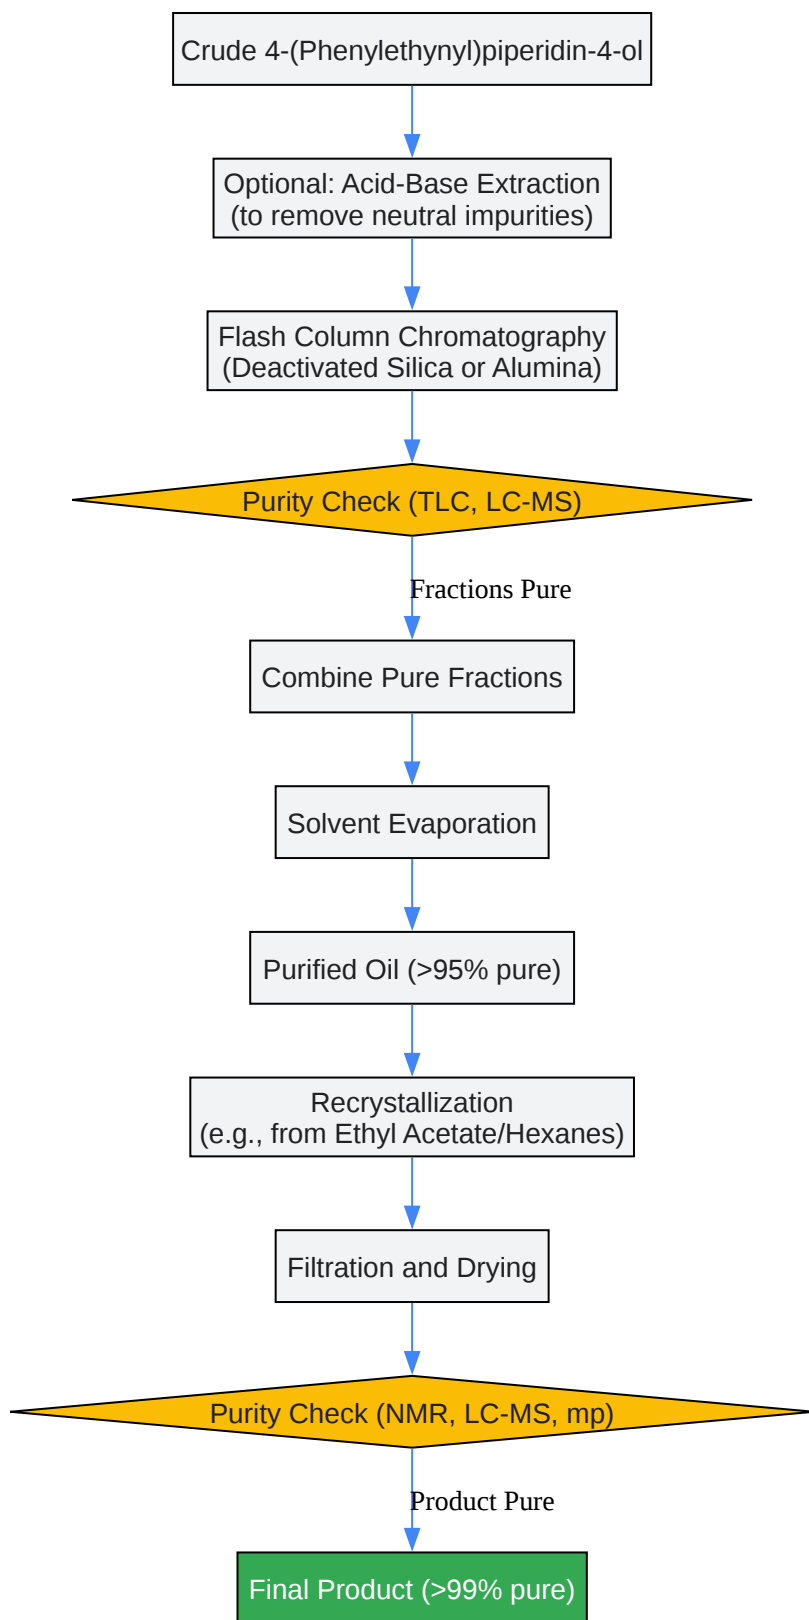 Crude 4-(Phenylethynyl)piperidin-4-ol
Optional: Acid-Base Extraction
(to remove neutral impurities)
Flash Column Chromatography
(Deactivated Silica or Alumina)
Purity Check (TLC, LC-MS)
Fractions Pure
Combine Pure Fractions
Solvent Evaporation
Purified Oil (>95% pure)
Recrystallization
(e.g., from Ethyl Acetate/Hexanes)
Filtration and Drying
Purity Check (NMR, LC-MS, mp)
Product Pure
Final Product (>99% pure)